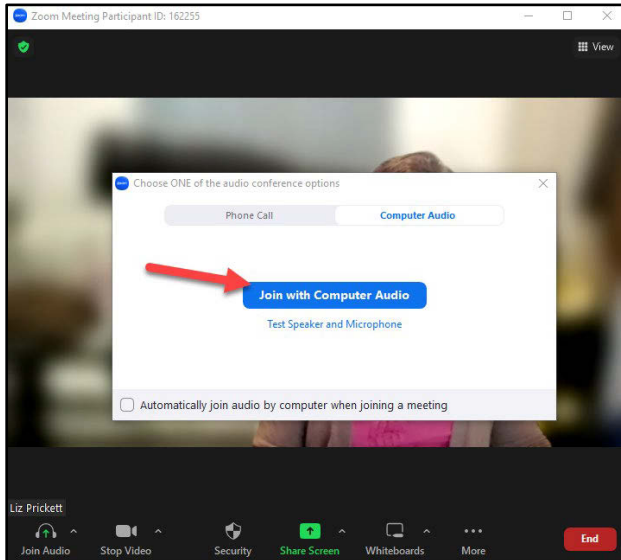 Zoom Meeting Participant ID: 162255
View
Choose ONE of the audio conference options
Phone Call
Computer Audio
Join with Computer Audio
Test Speaker and Microphone
Automatically join audio by computer when joining a meeting
Liz Prickett
Join Audio
Stop Video
Security
Share Screen
Whiteboards
More
End